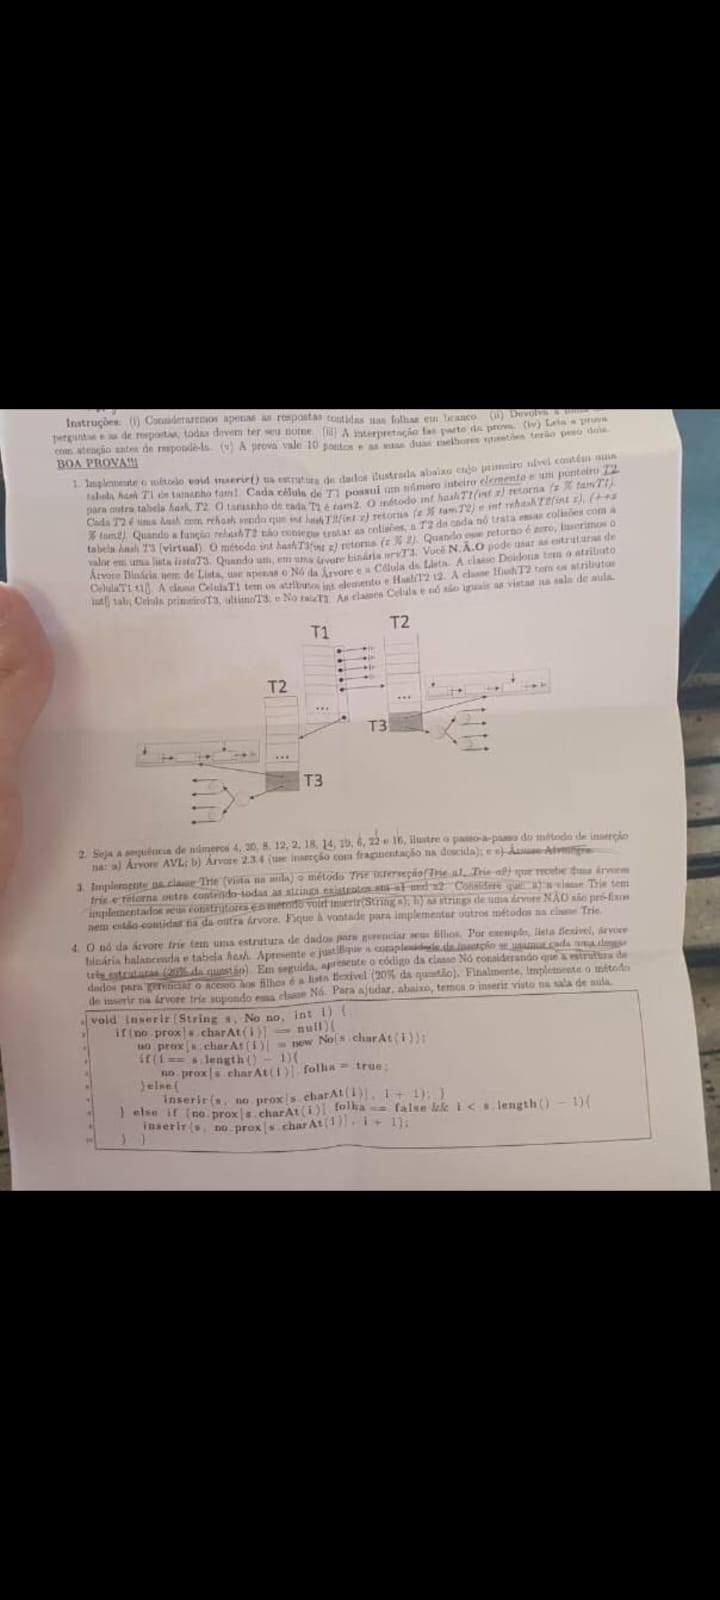 Instruções: (i) Consideraremos apenas as respostas contidas nas folhas em branco. (ii) Devolva a
perguntas e as de respostas, todas devem ter seu nome. (iii) A interpretação faz parte da prova. (iv) Leia a prova
com atenção antes de respondê-la. (v) A prova vale 10 pontos e as suas duas melhores questões terão peso dois.
BOA PROVA!!!
1. Implemente o método void inserir() na estrutura de dados ilustrada abaixo cujo primeiro nível contém uma
tabela hash T1 de tamanho tam1. Cada célula de T1 possui um número inteiro elemento e um ponteiro T2
para outra tabela hash, T2. O tamanho de cada T2 é tam2. O método int hashT1(int x) retorna (x % tamT1).
Cada T2 é uma hash com rehash sendo que int hashT2(int x) retorna (x % tamT2) e int rehashT2(int x), (++x
% tam2). Quando a função rehashT2 não consegue tratar as colisões, a T2 de cada nó trata essas colisões com a
tabela hash T3 (virtual). O método int hashT3(int x) retorna (x % 2). Quando esse retorno é zero, inserimos o
valor em uma lista listaT3. Quando um, em uma árvore binária arvT3. Você N.Ã.O pode usar as estruturas de
Árvore Binária nem de Lista, use apenas o Nó da Árvore e a Célula da Lista. A classe Doidona tem o atributo
CelulaT1 t1[]. A classe CelulaT1 tem os atributos int elemento e HashT2 t2. A classe HashT2 tem os atributos
int[] tab; Celula primeiroT3, ultimoT3; e No raizT3. As classes Celula e nó são iguais as vistas na sala de aula.
T1
T2
...
...
T3
T2
...
T3
2. Seja a sequência de números 4, 20, 8, 12, 2, 18, 14, 10, 6, 22 e 16, ilustre o passo-a-passo do método de inserção
na: a) Árvore AVL; b) Árvore 2.3.4 (use inserção com fragmentação na descida); e c) Árvore Alvinegra.
3. Implemente na classe Trie (vista na aula) o método Trie interseção(Trie a1, Trie a2) que recebe duas árvores
trie e retorna outra contendo todas as strings existentes em a1 and a2. Considere que: a) a classe Trie tem
implementados seus construtores e o método void inserir(String s); b) as strings de uma árvore NÃO são prefixos
nem estão contidas na da outra árvore. Fique à vontade para implementar outros métodos na classe Trie.
4. O nó da árvore trie tem uma estrutura de dados para gerenciar seus filhos. Por exemplo, lista flexível, árvore
binária balanceada e tabela hash. Apresente e justifique a complexidade de inserção se usamos cada uma dessas
três estruturas (20% da questão). Em seguida, apresente o código da classe Nó considerando que a estrutura de
dados para gerenciar o acesso aos filhos é a lista flexível (20% da questão). Finalmente, implemente o método
de inserir na árvore trie supondo essa classe Nó. Para ajudar, abaixo, temos o inserir visto na sala de aula.
void inserir(String s, No no, int i) {
if(no.prox[s.charAt(i)] == null){
no.prox[s.charAt(i)] = new No(s.charAt(i));
if(i == s.length() - 1){
no.prox[s.charAt(i)].folha = true;
}else{
inserir(s, no.prox[s.charAt(i)], i + 1); }
} else if (no.prox[s.charAt(i)].folha == false && i < s.length() - 1){
inserir(s, no.prox[s.charAt(i)], i + 1);
} }